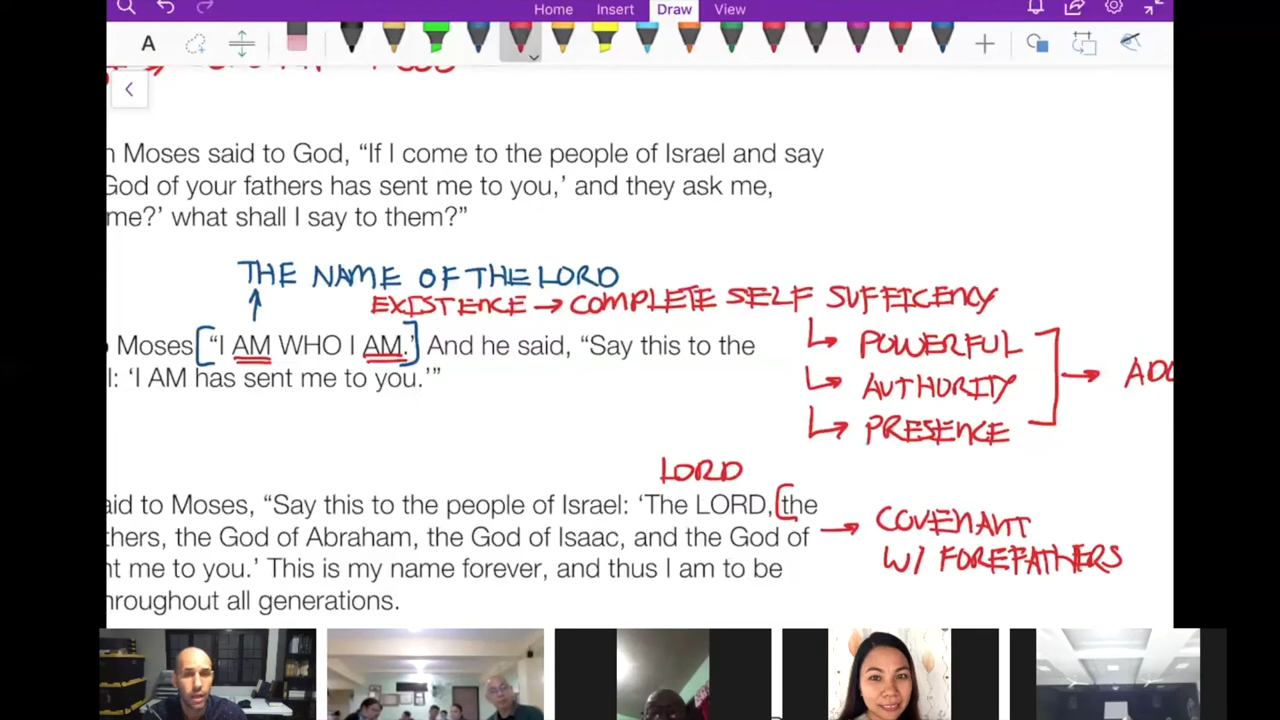 Home Insert Draw View
A
n Moses said to God, “If I come to the people of Israel and say
God of your fathers has sent me to you,’ and they ask me,
me?’ what shall I say to them?”
THE NAME OF THE LORD
EXISTENCE → COMPLETE SELF SUFFICENCY
Moses “I AM WHO I AM.” And he said, “Say this to the
l: ‘I AM has sent me to you.’”
POWERFUL
AUTHORITY
PRESENCE
LORD
aid to Moses, “Say this to the people of Israel: ‘The LORD, the
thers, the God of Abraham, the God of Isaac, and the God of
nt me to you.’ This is my name forever, and thus I am to be
hroughout all generations.
COVENANT
W/ FOREFATHERS